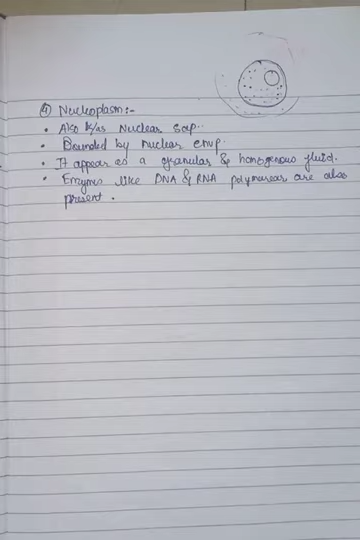 ④ Nucleoplasm:-
• Also k/as Nuclear sap.
• Bounded by nuclear envp.
• It appear as a granular & homogenous fluid.
• Enzymes like DNA & RNA polymerase are also
present.